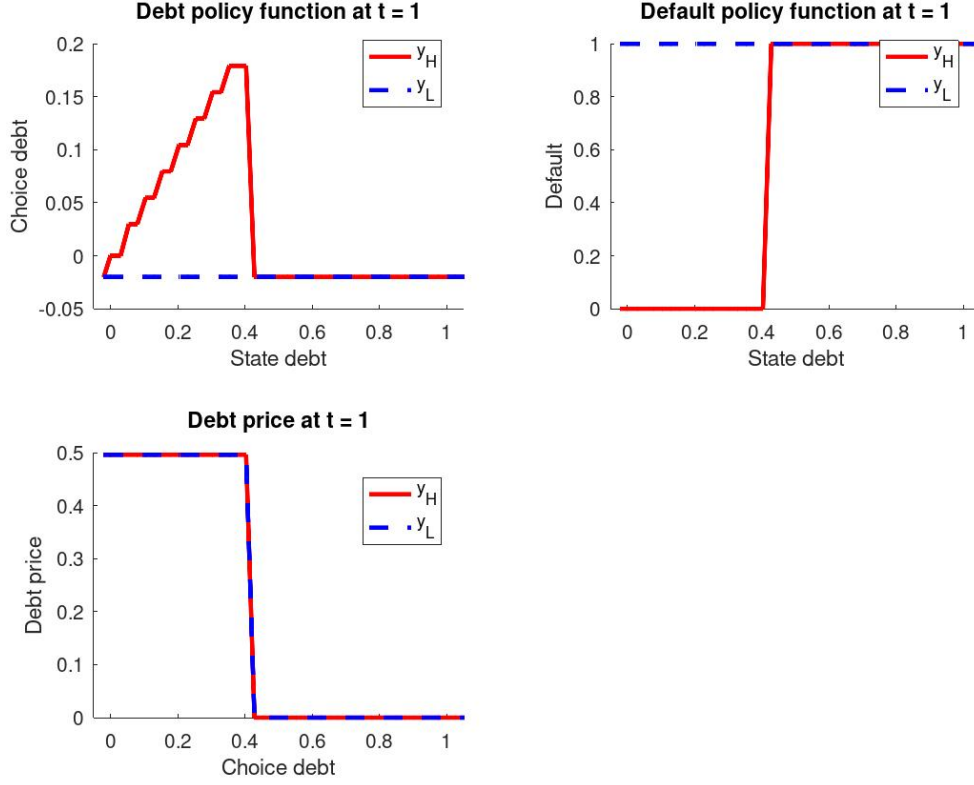 Debt policy function at t = 1
0.2
0.15
0.1
0.05
0
-0.05
Choice debt
y_H
y_L
0 0.2 0.4 0.6 0.8 1
State debt
Default policy function at t = 1
1
0.8
0.6
0.4
0.2
0
Default
y_H
y_L
0 0.2 0.4 0.6 0.8 1
State debt
Debt price at t = 1
0.5
0.4
0.3
0.2
0.1
0
Debt price
y_H
y_L
0 0.2 0.4 0.6 0.8 1
Choice debt